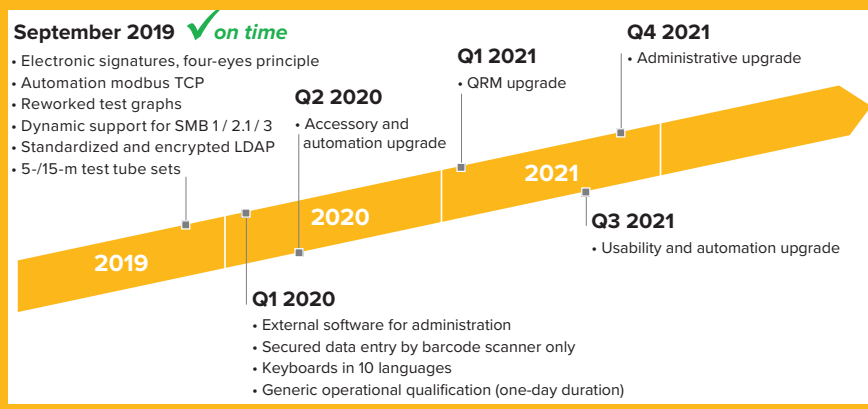 September 2019 ✓ on time
• Electronic signatures, four-eyes principle
• Automation modbus TCP
• Reworked test graphs
• Dynamic support for SMB 1 / 2.1 / 3
• Standardized and encrypted LDAP
• 5-/15-m test tube sets
Q2 2020
• Accessory and
automation upgrade
Q1 2021
• QRM upgrade
Q4 2021
• Administrative upgrade
2019
2020
2021
Q1 2020
• External software for administration
• Secured data entry by barcode scanner only
• Keyboards in 10 languages
• Generic operational qualification (one-day duration)
Q3 2021
• Usability and automation upgrade